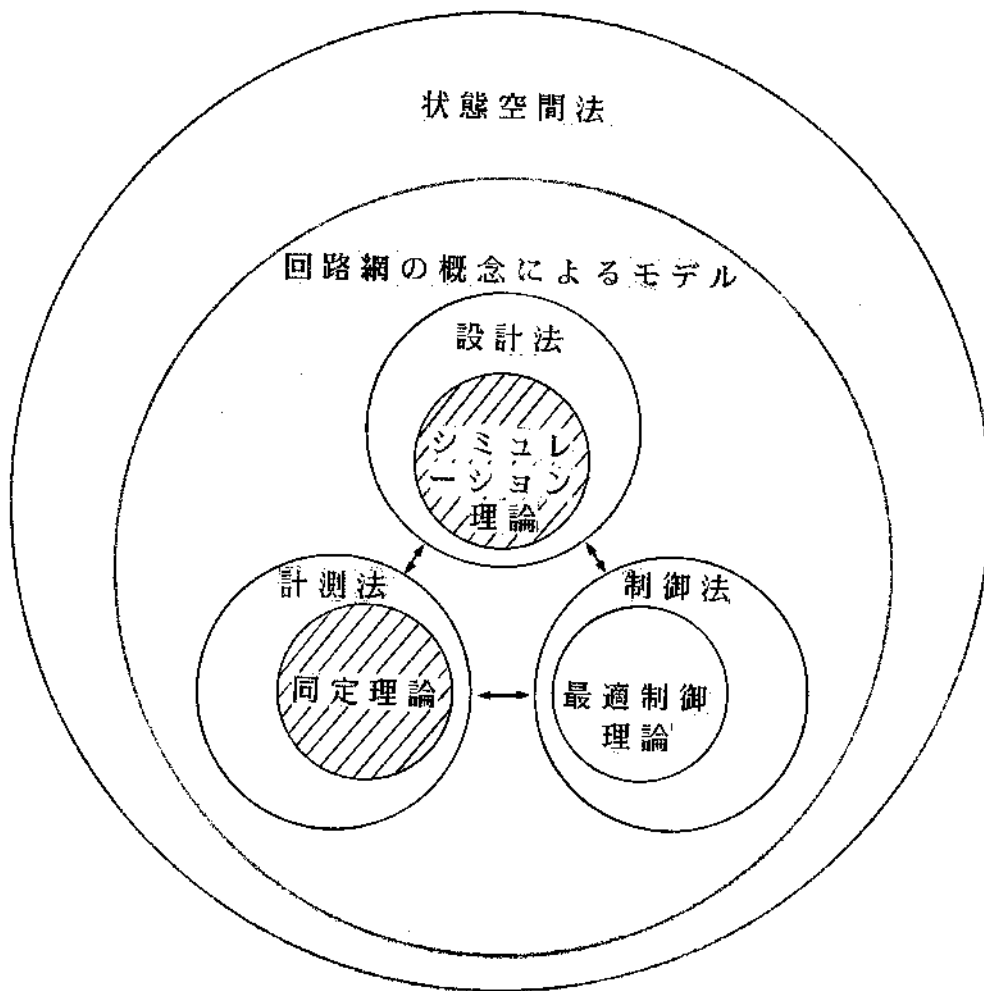 状態空間法
回路網の概念によるモデル
設計法
シミュレ
ーション
理論
計測法
制御法
同定理論
最適制御
理論